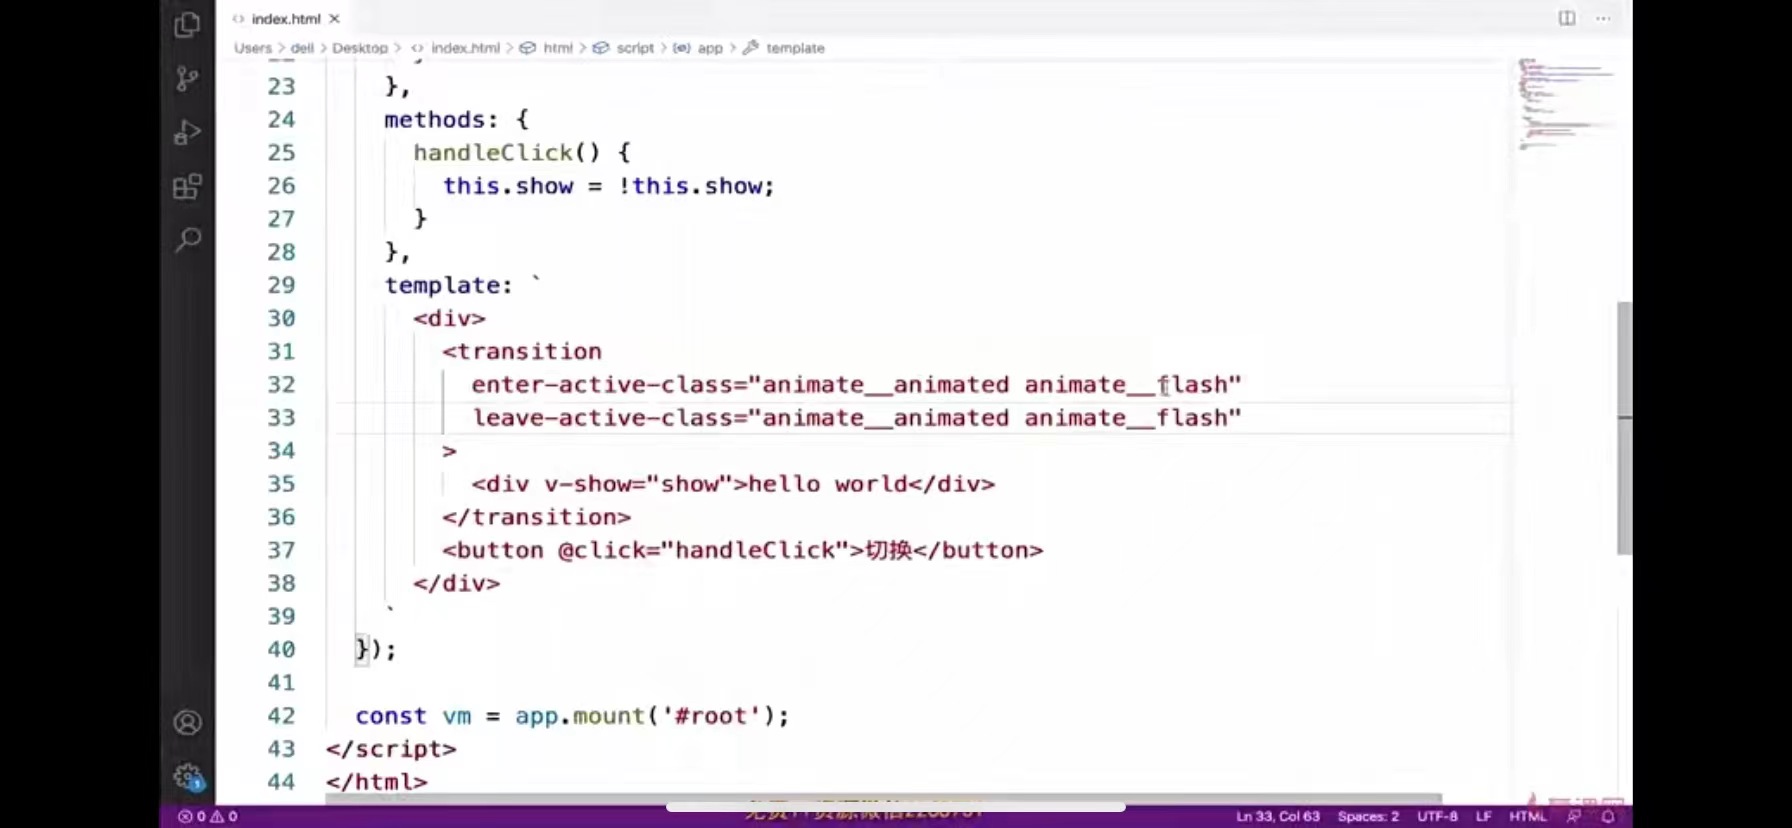 index.html
Users > dell > Desktop > index.html > html > script > app > template
23 },
24 methods: {
25 handleClick() {
26 this.show = !this.show;
27 }
28 },
29 template: `
30 <div>
31 <transition
32 enter-active-class="animate__animated animate__flash"
33 leave-active-class="animate__animated animate__flash"
34 >
35 <div v-show="show">hello world</div>
36 </transition>
37 <button @click="handleClick">切换</button>
38 </div>
39 `
40 });
41
42 const vm = app.mount('#root');
43 </script>
44 </html>
1
0 0 Ln 33, Col 63 Spaces: 2 UTF-8 LF HTML